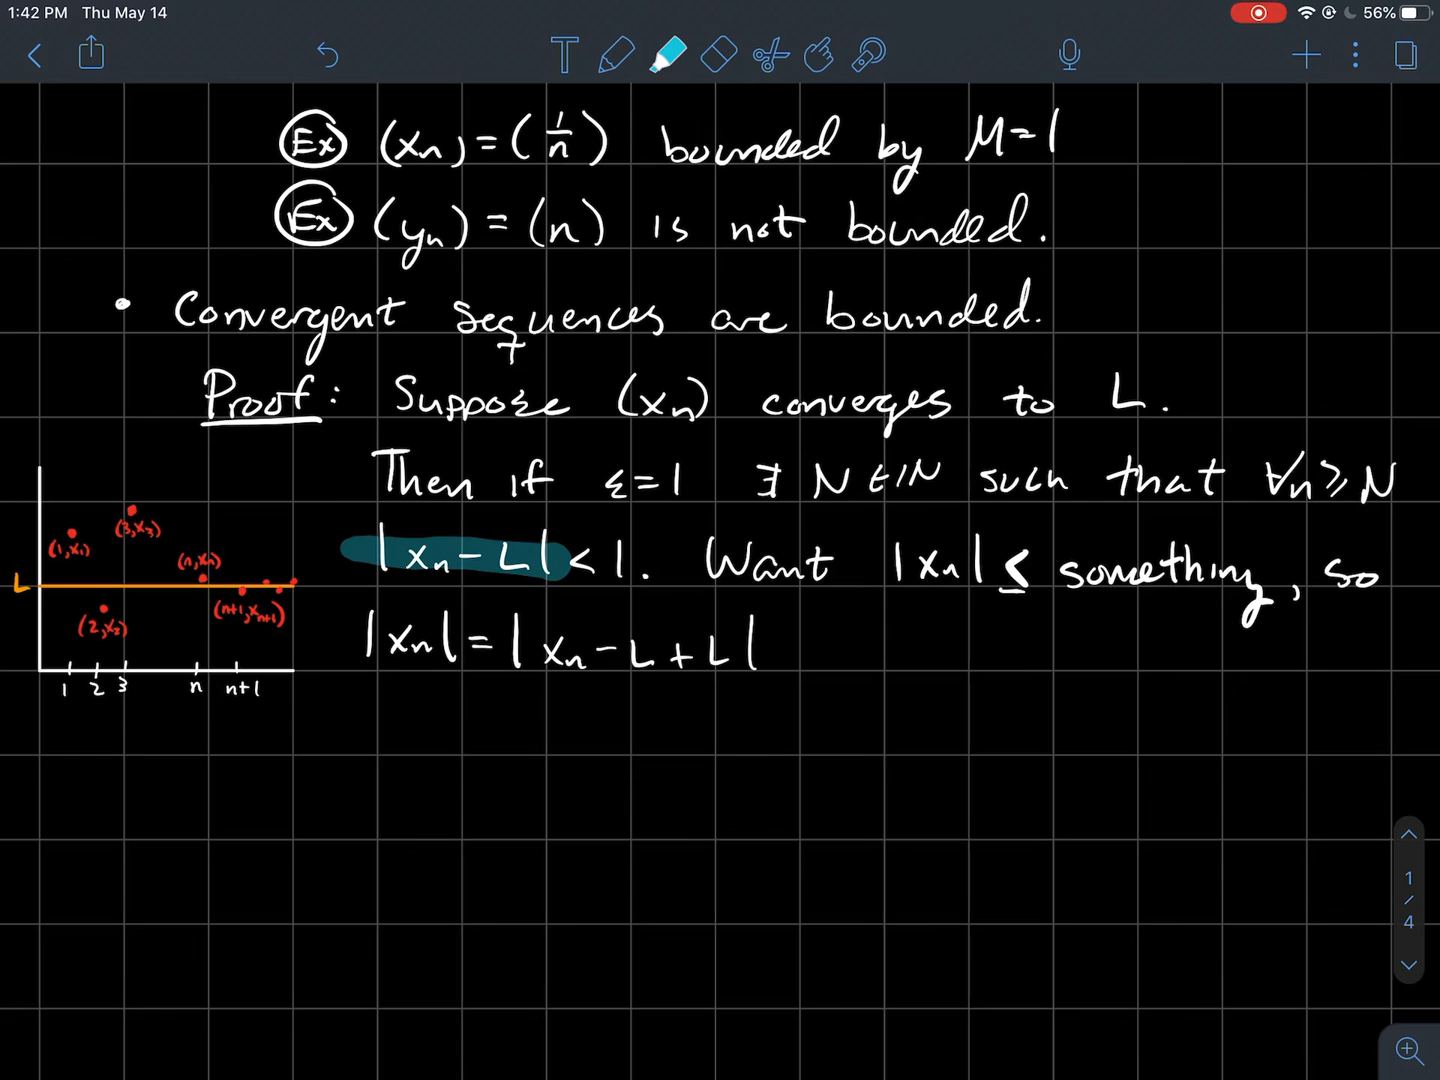 1:42 PM Thu May 14
56%
T
Ex (xn) = (1/n) bounded by M=1
Ex (yn) = (n) is not bounded.
• Convergent sequences are bounded.
Proof: Suppose (xn) converges to L.
Then if ε=1 ∃ N∈ℕ such that ∀n≥N
|xn − L| < 1. Want |xn| ≤ something, so
|xn| = | xn − L + L |
(3,x3)
(1,x1)
(n,xn)
L
(n+1,xn+1)
(2,x2)
1 2 3 n n+1
1
/
4